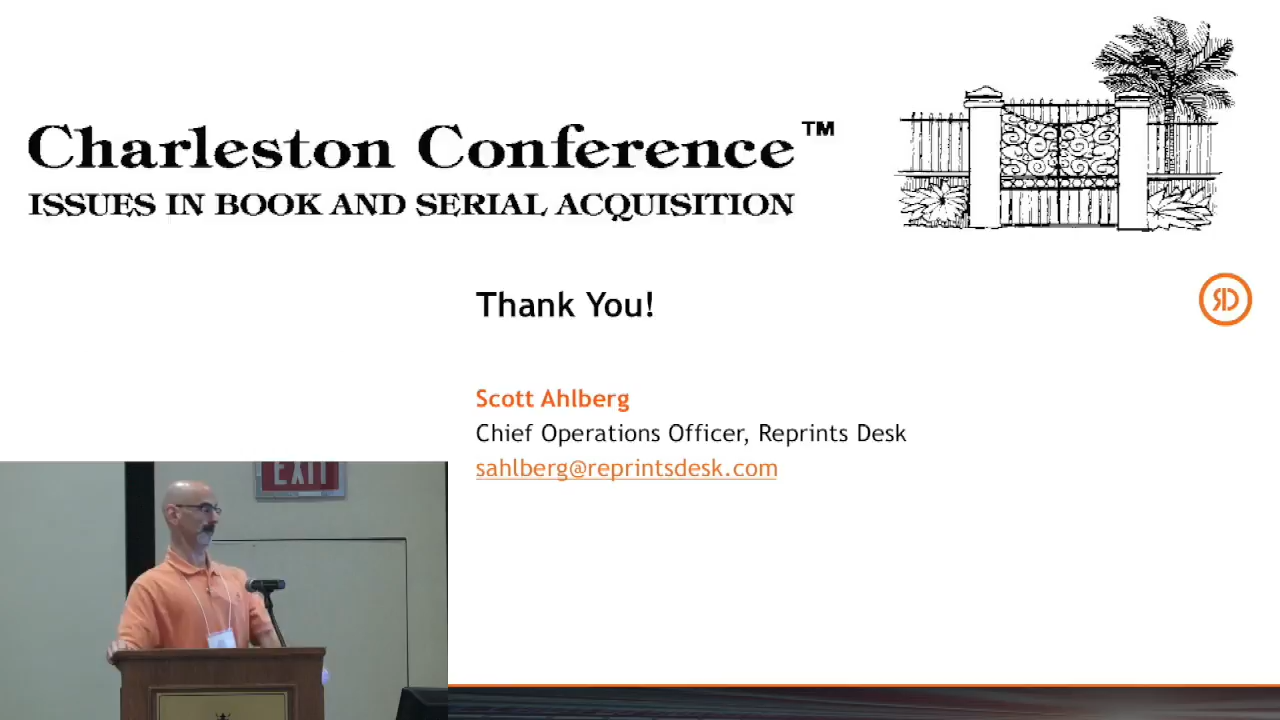 Charleston Conference™
ISSUES IN BOOK AND SERIAL ACQUISITION
Thank You!
RD
Scott Ahlberg
Chief Operations Officer, Reprints Desk
sahlberg@reprintsdesk.com
EXIT